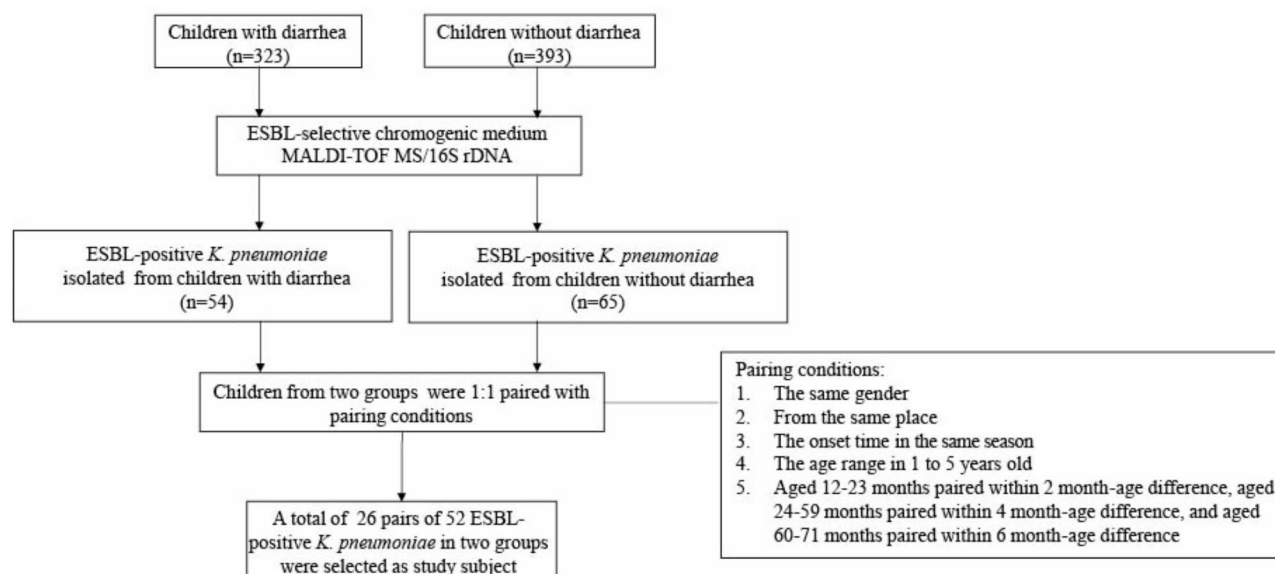 Children with diarrhea
(n=323)
Children without diarrhea
(n=393)
ESBL-selective chromogenic medium
MALDI-TOF MS/16S rDNA
ESBL-positive K. pneumoniae
isolated from children with diarrhea
(n=54)
ESBL-positive K. pneumoniae
isolated from children without diarrhea
(n=65)
Children from two groups were 1:1 paired with
pairing conditions
Pairing conditions:
1. The same gender
2. From the same place
3. The onset time in the same season
4. The age range in 1 to 5 years old
5. Aged 12-23 months paired within 2 month-age difference, aged
24-59 months paired within 4 month-age difference, and aged
60-71 months paired within 6 month-age difference
A total of 26 pairs of 52 ESBL-
positive K. pneumoniae in two groups
were selected as study subject